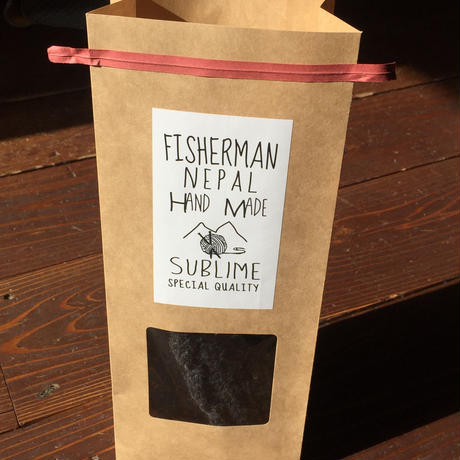 FISHERMAN
NEPAL
HAND MADE
SUBLIME
SPECIAL QUALITY